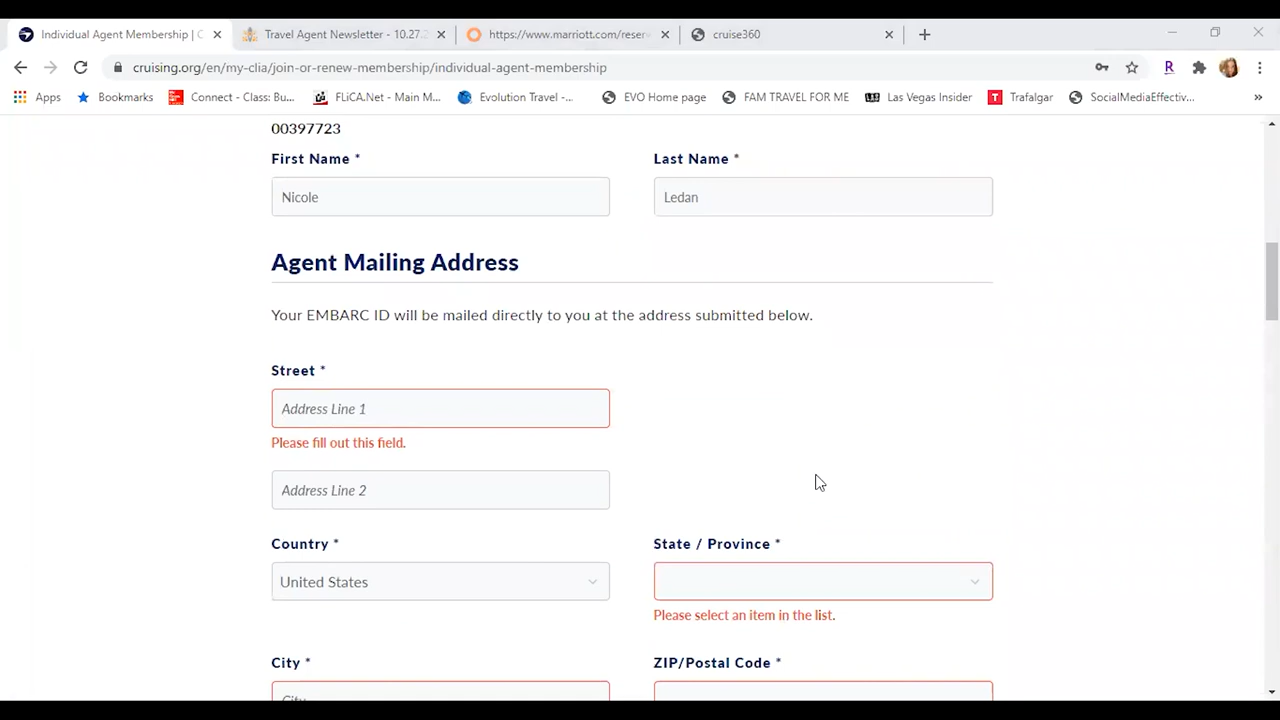 Individual Agent Membership | C
Travel Agent Newsletter - 10.27.2
https://www.marriott.com/reserv
cruise360
cruising.org/en/my-clia/join-or-renew-membership/individual-agent-membership
Apps
Bookmarks
Connect - Class: Bu...
FLiCA.Net - Main M...
Evolution Travel -...
EVO Home page
FAM TRAVEL FOR ME
Las Vegas Insider
Trafalgar
SocialMediaEffectiv...
00397723
First Name *
Last Name *
Nicole
Ledan
Agent Mailing Address
Your EMBARC ID will be mailed directly to you at the address submitted below.
Street *
Address Line 1
Please fill out this field.
Address Line 2
Country *
State / Province *
United States
Please select an item in the list.
City *
ZIP/Postal Code *
City